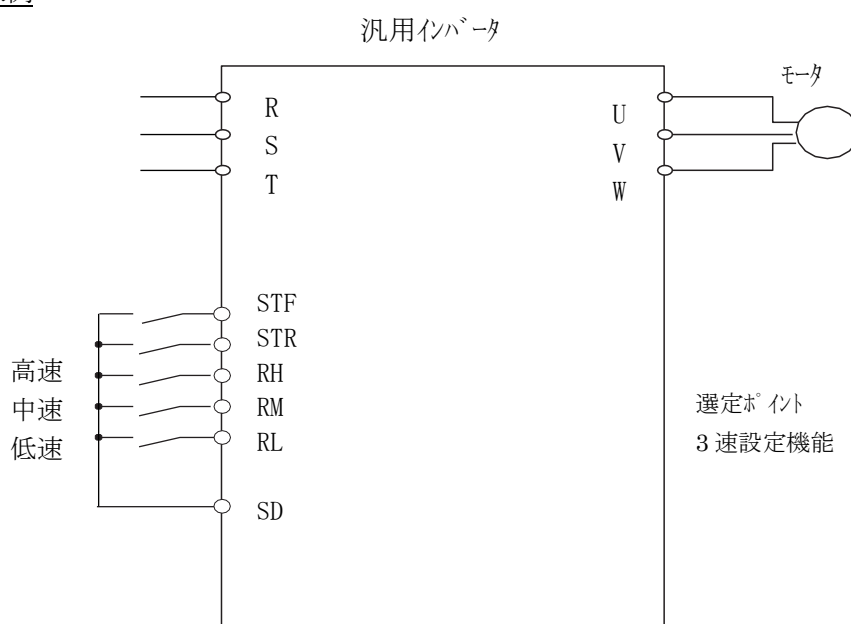 汎用ｲﾝﾊﾞｰﾀ
ﾓｰﾀ
R
S
T
U
V
W
STF
STR
高速 RH
中速 RM
低速 RL
SD
選定ﾎﾟｲﾝﾄ
３速設定機能